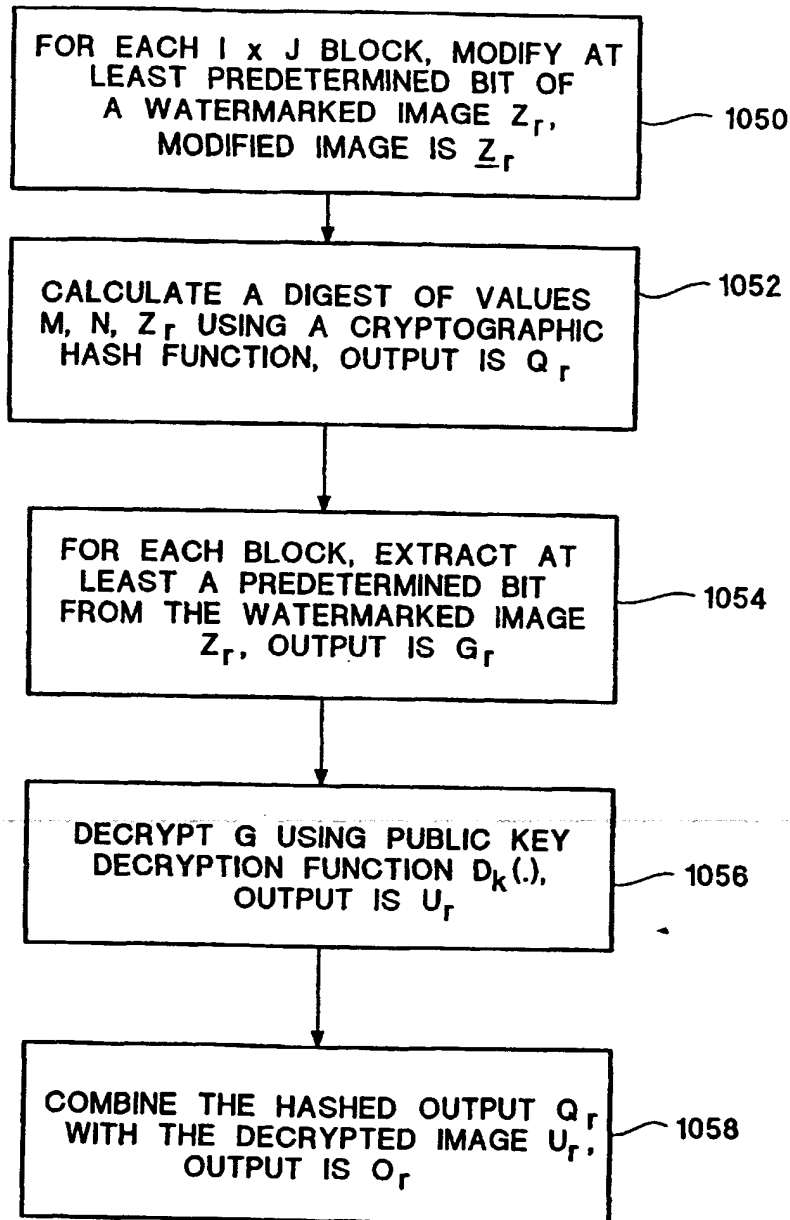 FOR EACH I x J BLOCK, MODIFY AT
LEAST PREDETERMINED BIT OF
A WATERMARKED IMAGE Zr,
MODIFIED IMAGE IS Zr
1050
CALCULATE A DIGEST OF VALUES
M, N, Zr USING A CRYPTOGRAPHIC
HASH FUNCTION, OUTPUT IS Qr
1052
FOR EACH BLOCK, EXTRACT AT
LEAST A PREDETERMINED BIT
FROM THE WATERMARKED IMAGE
Zr, OUTPUT IS Gr
1054
DECRYPT G USING PUBLIC KEY
DECRYPTION FUNCTION Dk(.),
OUTPUT IS Ur
1056
COMBINE THE HASHED OUTPUT Qr
WITH THE DECRYPTED IMAGE Ur,
OUTPUT IS Or
1058